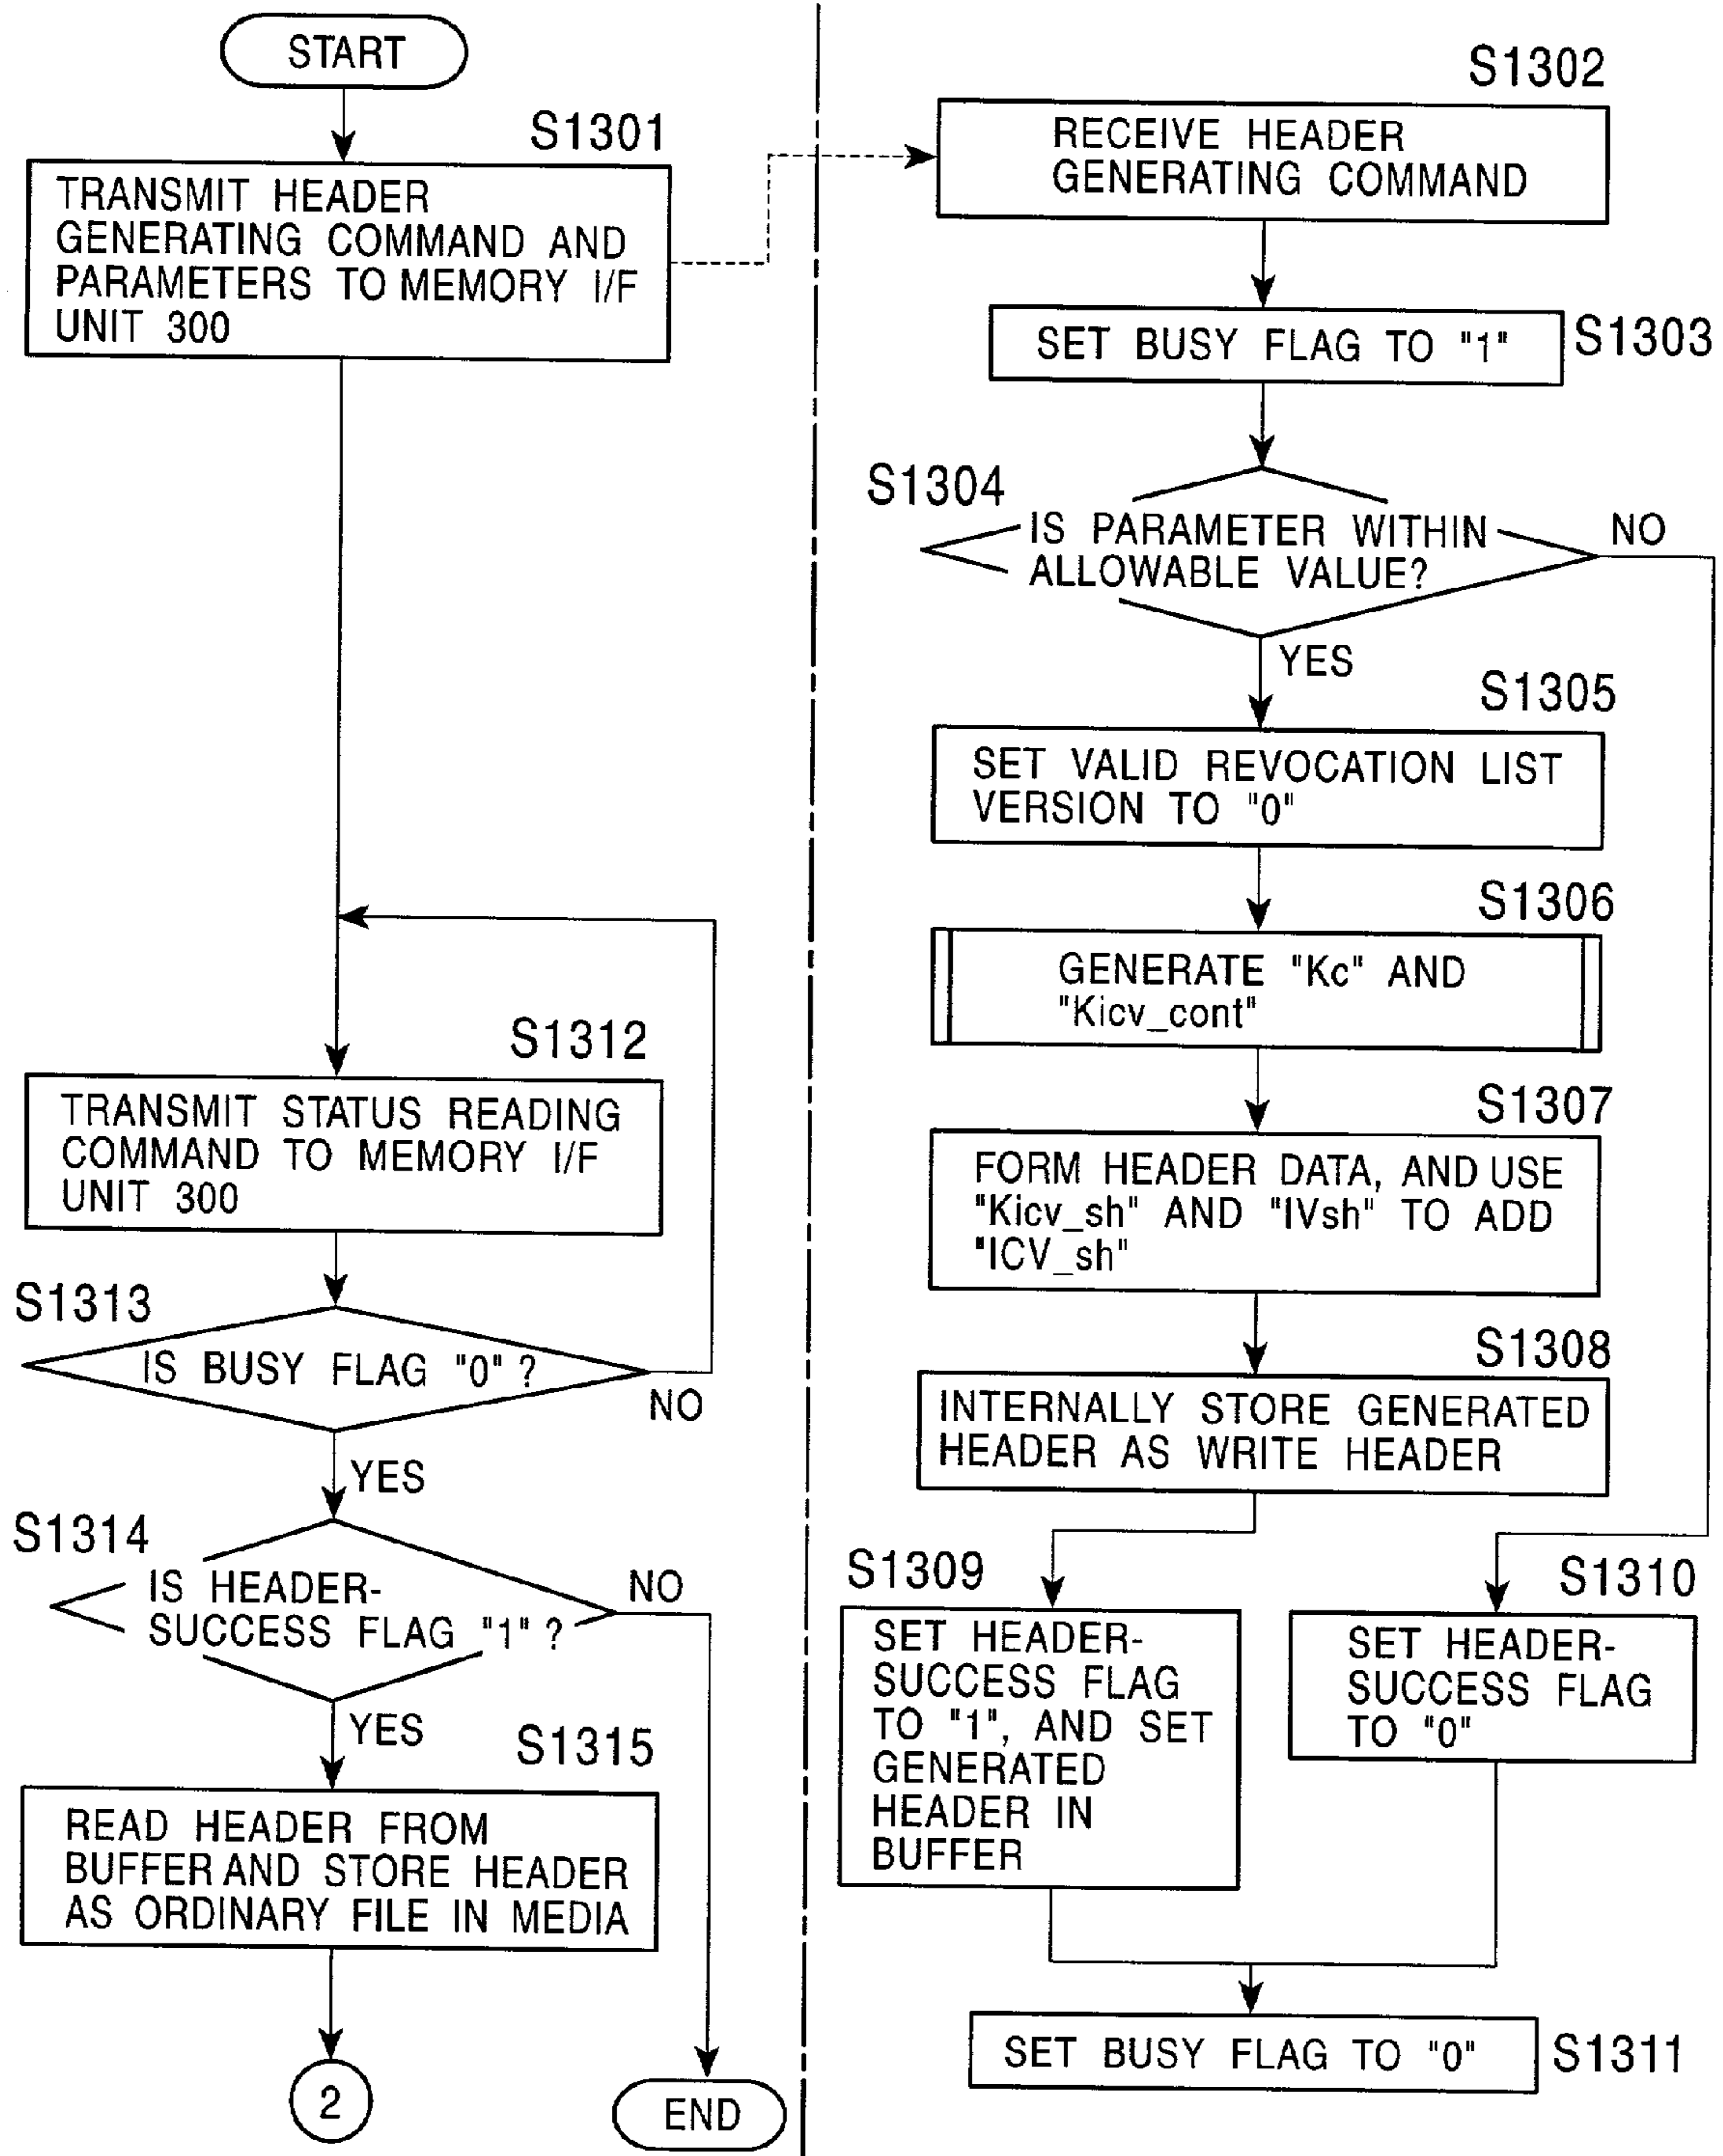 START
S1301
TRANSMIT HEADER
GENERATING COMMAND AND
PARAMETERS TO MEMORY I/F
UNIT 300
S1312
TRANSMIT STATUS READING
COMMAND TO MEMORY I/F
UNIT 300
S1313
IS BUSY FLAG "0" ?
NO
YES
S1314
IS HEADER-
SUCCESS FLAG "1" ?
NO
YES
S1315
READ HEADER FROM
BUFFER AND STORE HEADER
AS ORDINARY FILE IN MEDIA
2
END
S1302
RECEIVE HEADER
GENERATING COMMAND
SET BUSY FLAG TO "1"
S1303
S1304
IS PARAMETER WITHIN
ALLOWABLE VALUE?
NO
YES
S1305
SET VALID REVOCATION LIST
VERSION TO "0"
S1306
GENERATE "Kc" AND
"Kicv_cont"
S1307
FORM HEADER DATA, AND USE
"Kicv_sh" AND "IVsh" TO ADD
"ICV_sh"
S1308
INTERNALLY STORE GENERATED
HEADER AS WRITE HEADER
S1309
SET HEADER-
SUCCESS FLAG
TO "1", AND SET
GENERATED
HEADER IN
BUFFER
S1310
SET HEADER-
SUCCESS FLAG
TO "0"
SET BUSY FLAG TO "0"
S1311